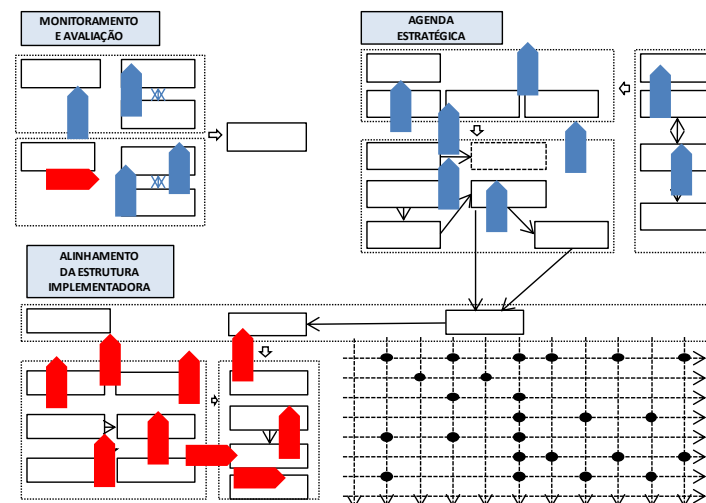 MONITORAMENTO
E AVALIAÇÃO
AGENDA
ESTRATÉGICA
ALINHAMENTO
DA ESTRUTURA
IMPLEMENTADORA